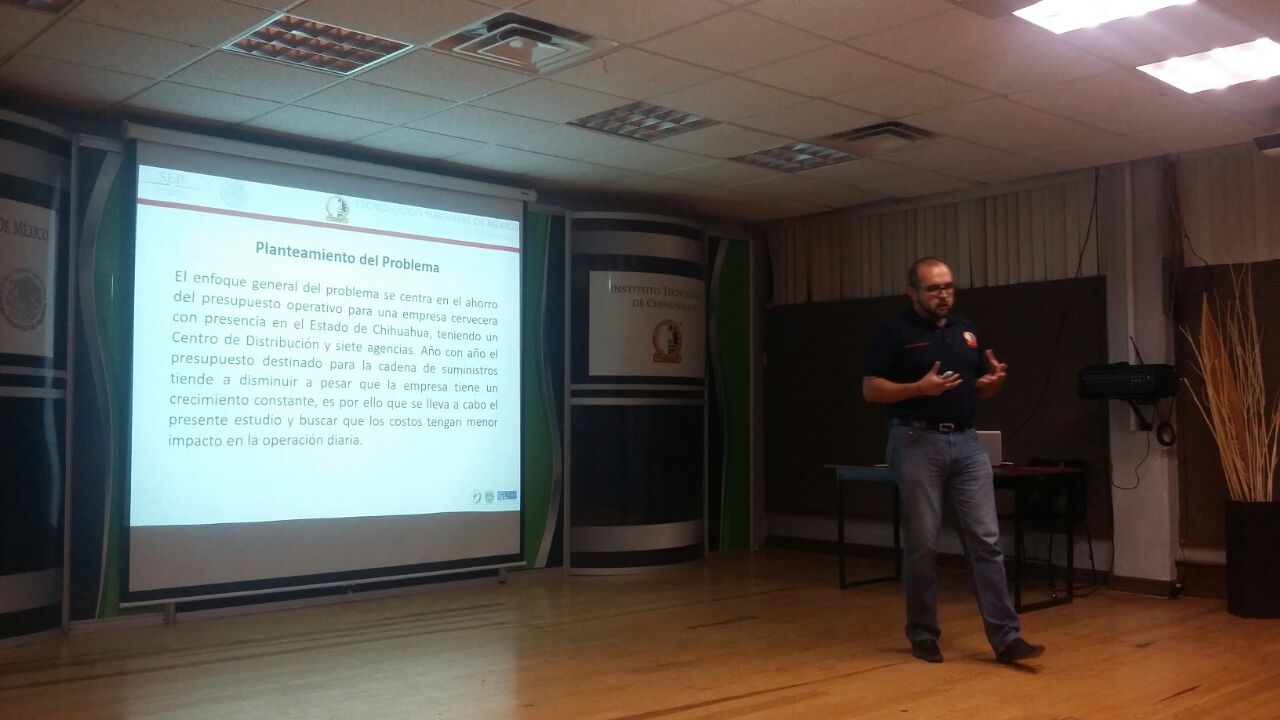 SEP
TECNOLÓGICO NACIONAL DE MÉXICO
Planteamiento del Problema
El enfoque general del problema se centra en el ahorro
del presupuesto operativo para una empresa cervecera
con presencia en el Estado de Chihuahua, teniendo un
Centro de Distribución y siete agencias. Año con año el
presupuesto destinado para la cadena de suministros
tiende a disminuir a pesar que la empresa tiene un
crecimiento constante, es por ello que se lleva a cabo el
presente estudio y buscar que los costos tengan menor
impacto en la operación diaria.
DE MÉXICO
INSTITUTO TECNOLÓGICO
DE CHIHUAHUA